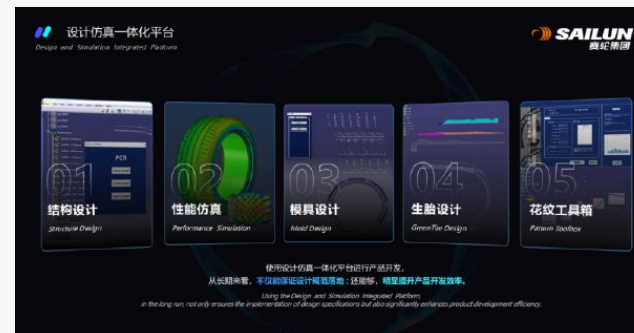 设计仿真一体化平台
Design and Simulation Integrated Platform
SAILUN
赛轮集团
PCR
01
结构设计
Structure Design
02
性能仿真
Performance Simulation
03
模具设计
Mold Design
04
生胎设计
GreenTire Design
05
花纹工具箱
Pattern Toolbox
使用设计仿真一体化平台进行产品开发,
从长期来看,不仅能保证设计规范落地;还能够,明显提升产品开发效率。
Using the Design and Simulation Integrated Platform,
in the long run, not only ensures the implementation of design specifications but also significantly enhances product development efficiency.